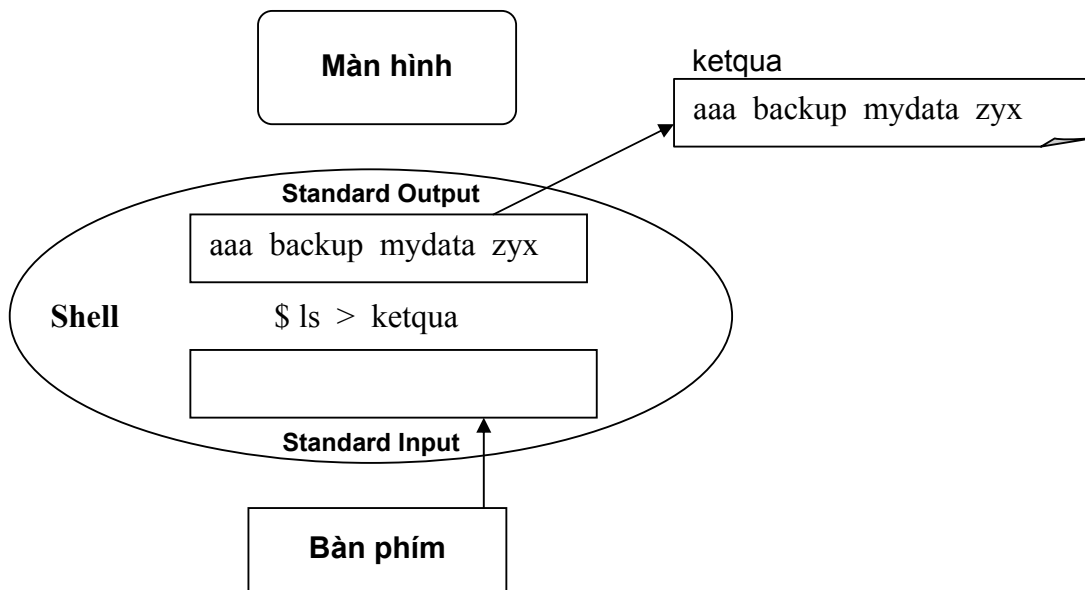 Màn hình
ketqua
aaa backup mydata zyx
Standard Output
aaa backup mydata zyx
Shell
$ ls > ketqua
Standard Input
Bàn phím